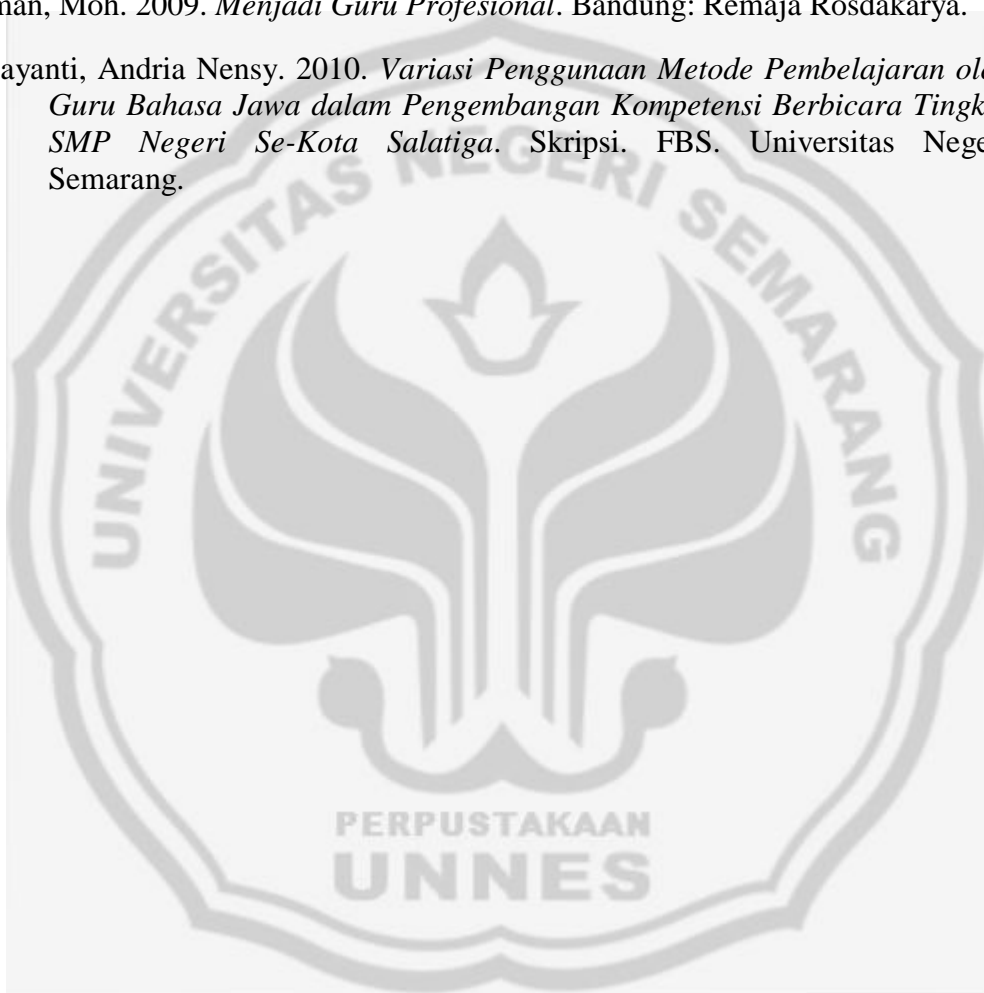 man, Moh. 2009. Menjadi Guru Profesional. Bandung: Remaja Rosdakarya.
ayanti, Andria Nensy. 2010. Variasi Penggunaan Metode Pembelajaran ol
Guru Bahasa Jawa dalam Pengembangan Kompetensi Berbicara Tingk
SMP Negeri Se-Kota Salatiga. Skripsi. FBS. Universitas Nege
Semarang.
UNIVERSITAS NEGERI SEMARANG
PERPUSTAKAAN
UNNES